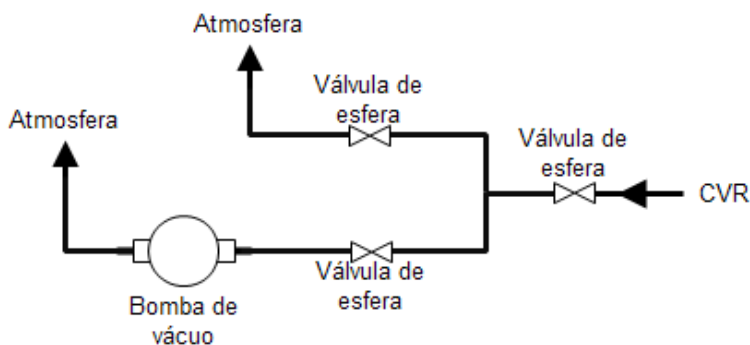 Atmosfera
Válvula de
esfera
Atmosfera
Válvula de
esfera
CVR
Válvula de
esfera
Bomba de
vácuo